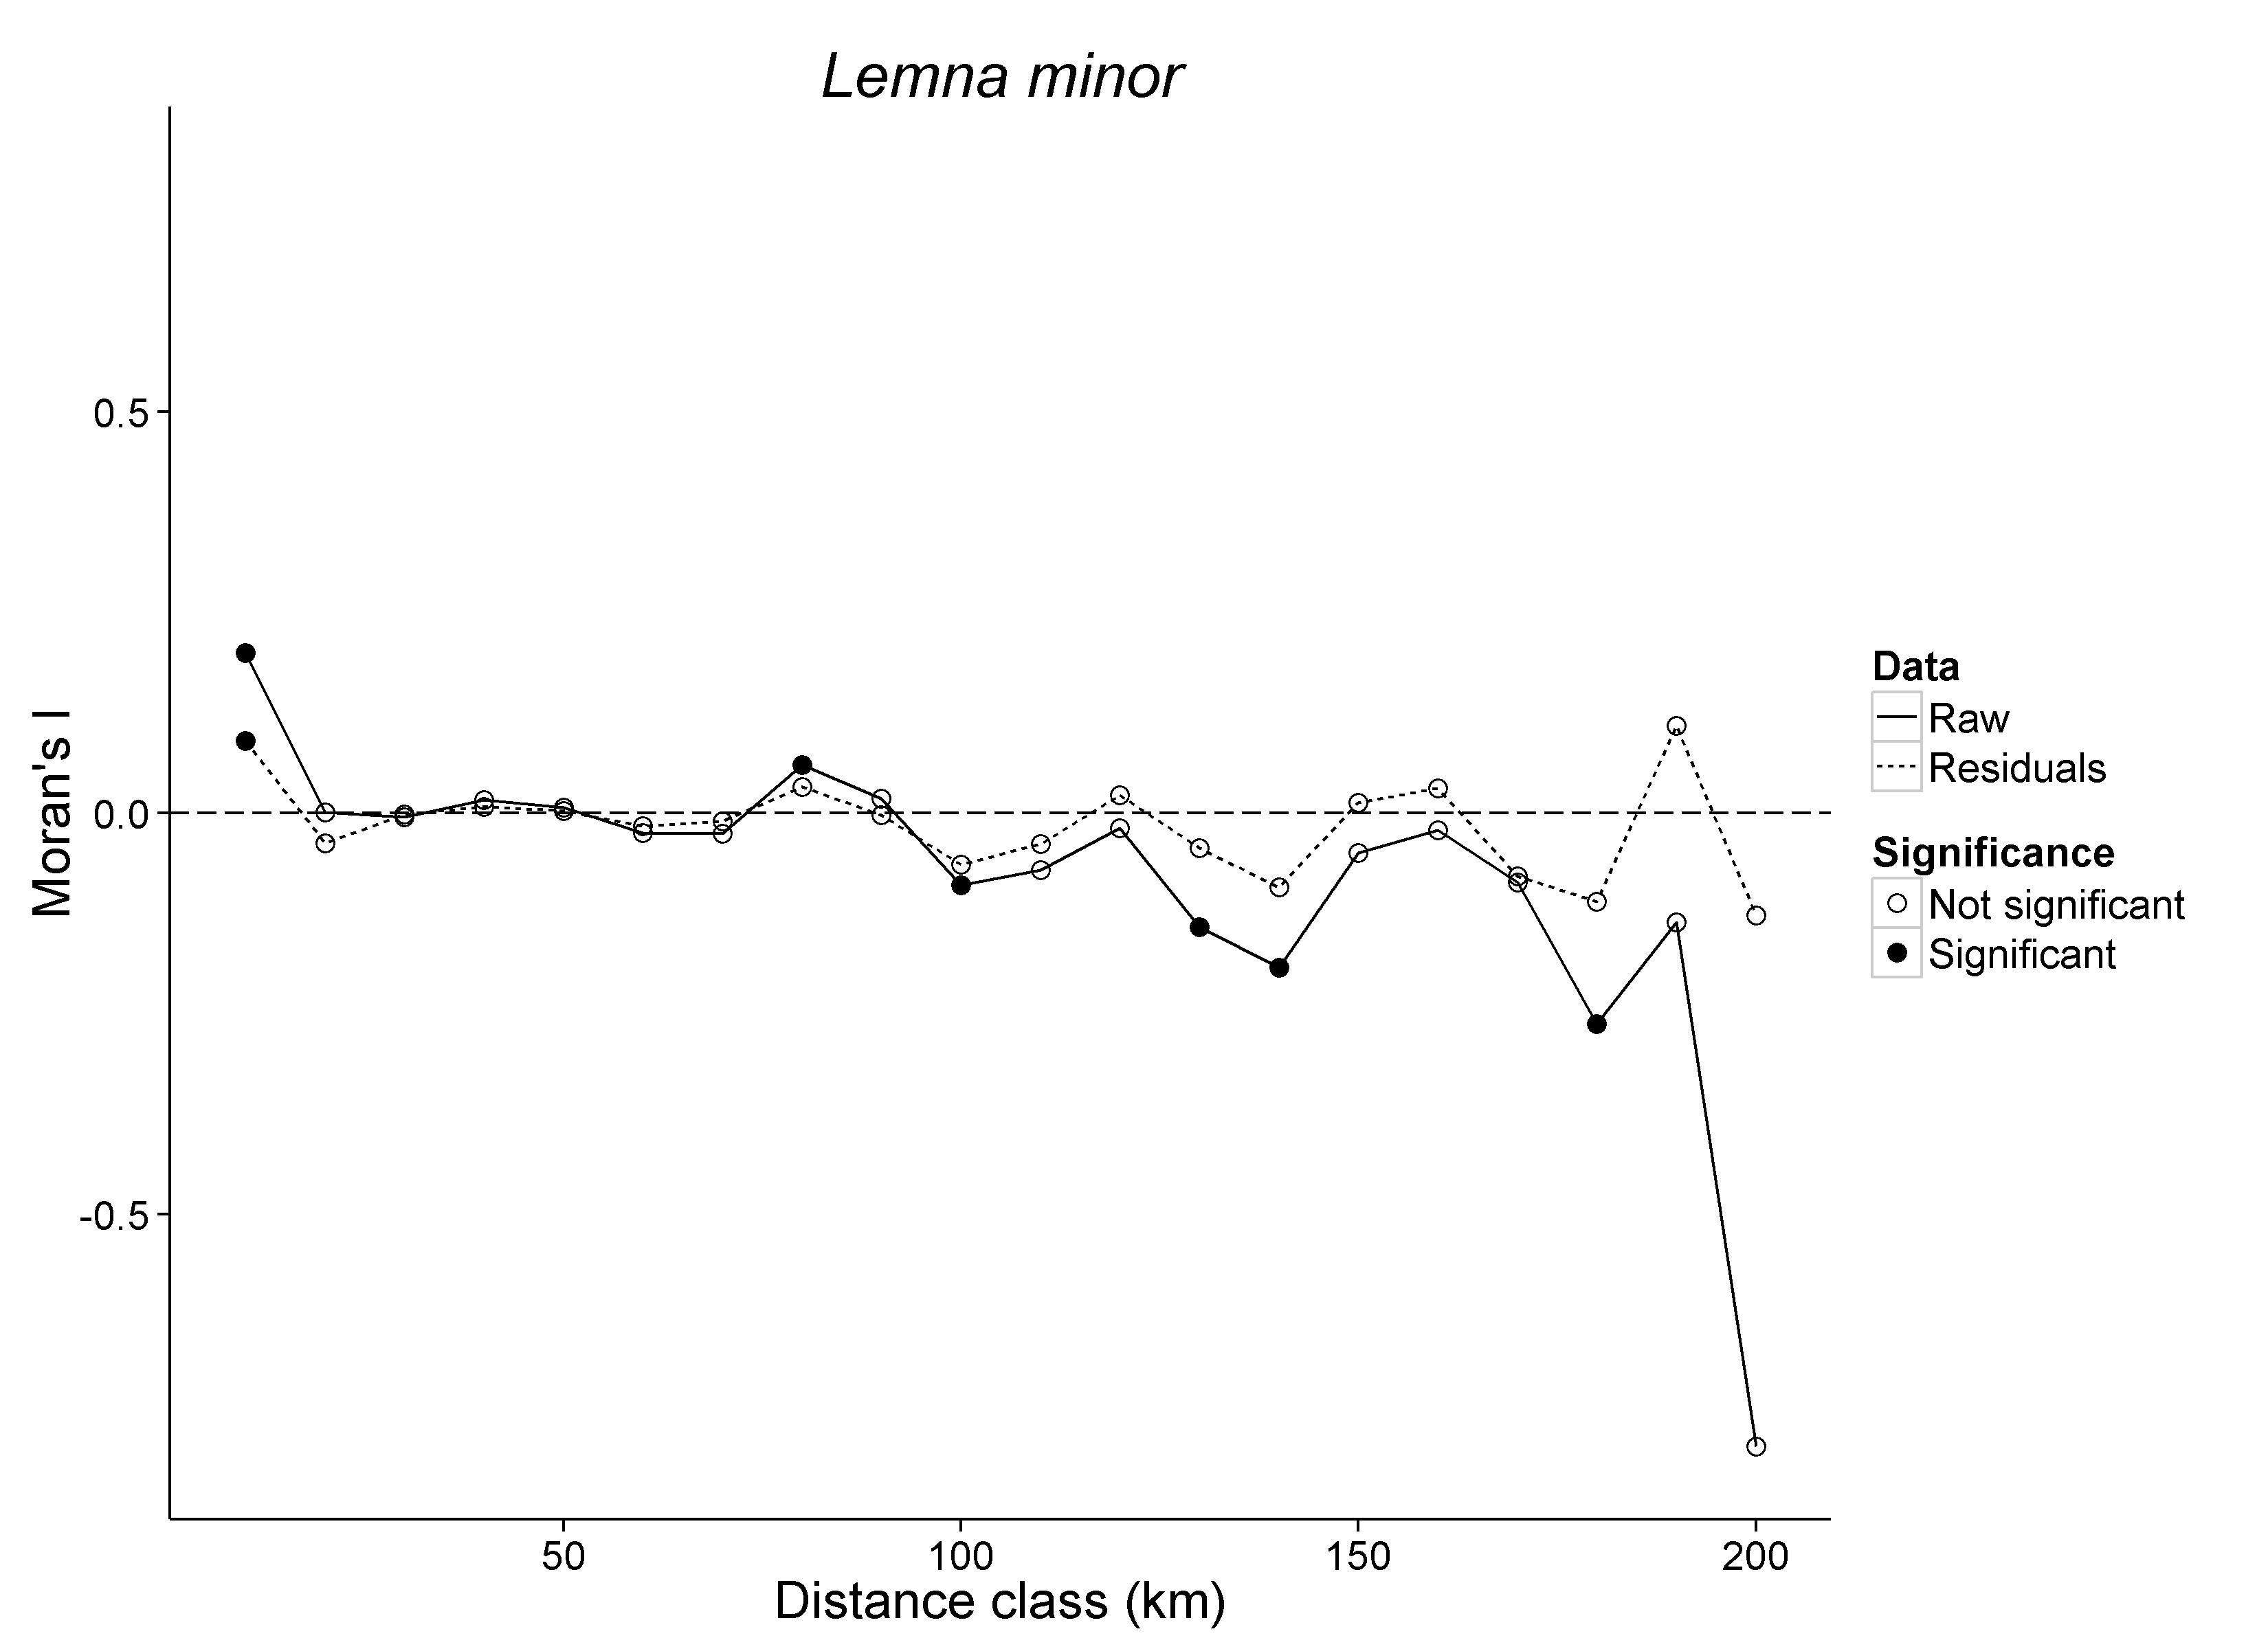 Lemna minor
Moran's I
0.5
0.0
-0.5
50 100 150 200
Distance class (km)
Data
Raw
Residuals
Significance
Not significant
Significant